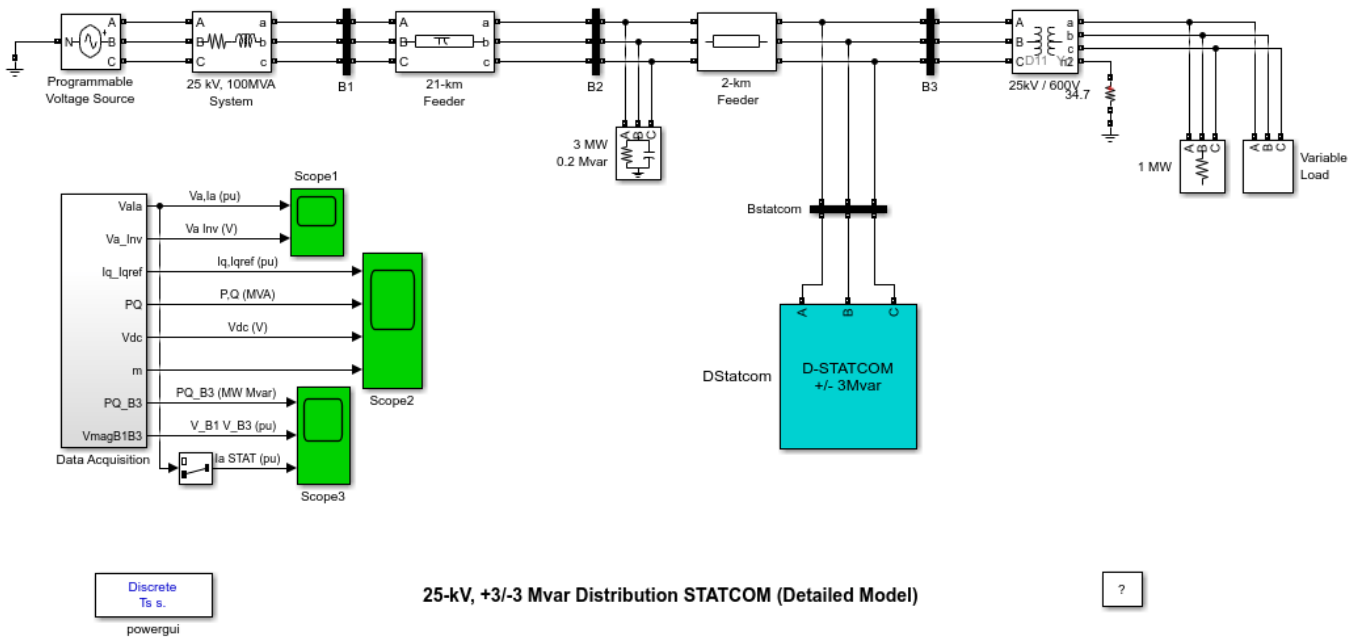 A
B
C
N
Programmable
Voltage Source
A
B
C
a
b
c
25 kV, 100MVA
System
B1
A
B
C
a
b
c
21-km
Feeder
B2
A
B
C
3 MW
0.2 Mvar
2-km
Feeder
B3
A
B
C
a
b
c
n2
D11
25kV / 600V
34.7
A
B
C
1 MW
A
B
C
Variable
Load
Bstatcom
A
B
C
D-STATCOM
+/- 3Mvar
DStatcom
VaIa
Va_Inv
Iq_Iqref
PQ
Vdc
m
PQ_B3
VmagB1B3
Data Acquisition
Va,Ia (pu)
Va Inv (V)
Iq,Iqref (pu)
P,Q (MVA)
Vdc (V)
PQ_B3 (MW Mvar)
V_B1 V_B3 (pu)
Ia STAT (pu)
Scope1
Scope2
Scope3
Discrete
Ts s.
powergui
25-kV, +3/-3 Mvar Distribution STATCOM (Detailed Model)
?